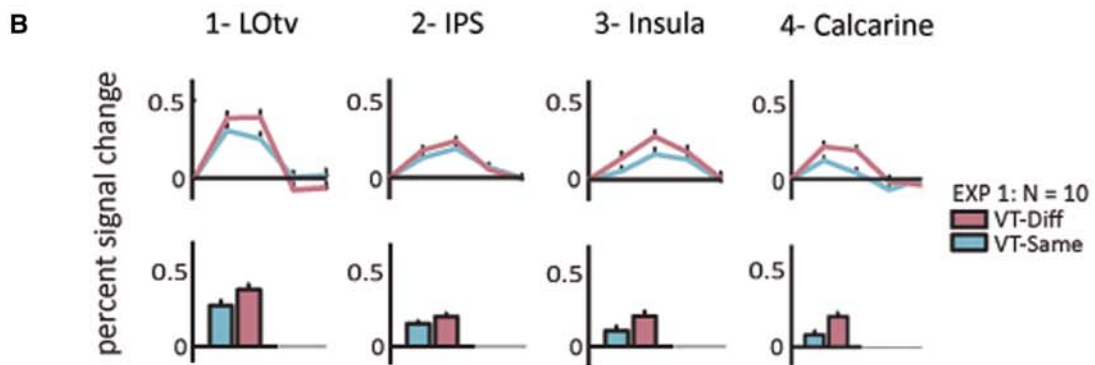 B
1- LOtv 2- IPS 3- Insula 4- Calcarine
percent signal change
0.5 0.5 0.5 0.5
0 0 0 0
EXP 1: N = 10
VT-Diff
VT-Same
0.5 0.5 0.5 0.5
0 0 0 0